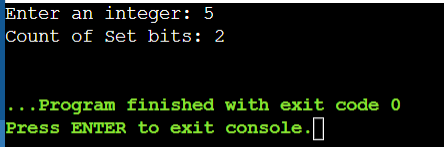 Enter an integer: 5
Count of Set bits: 2
...Program finished with exit code 0
Press ENTER to exit console.